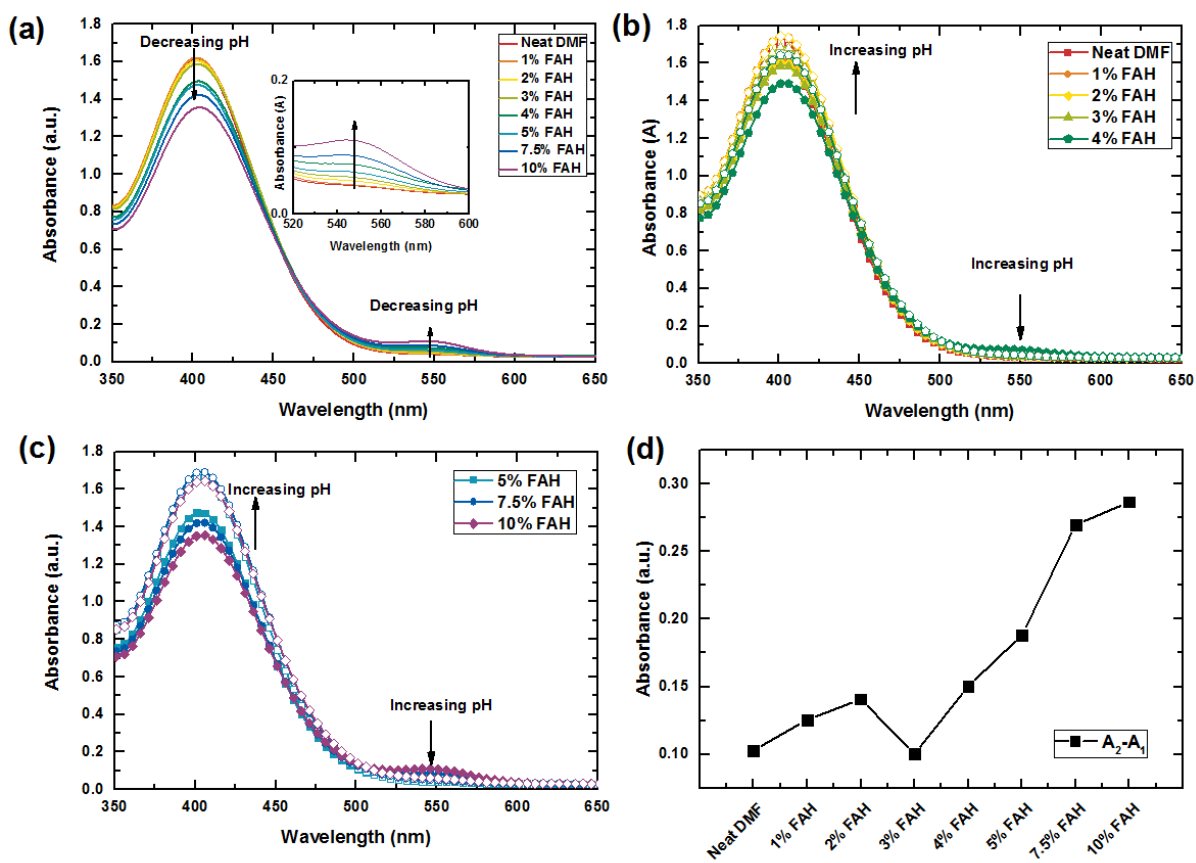 (a)
Decreasing pH
Neat DMF
1% FAH
2% FAH
3% FAH
4% FAH
5% FAH
7.5% FAH
10% FAH
0.2
0.0
Absorbance (A)
520 540 560 580 600
Wavelength (nm)
Decreasing pH
1.8
1.6
1.4
1.2
1.0
0.8
0.6
0.4
0.2
0.0
Absorbance (a.u.)
350 400 450 500 550 600 650
Wavelength (nm)
(b)
Increasing pH
Neat DMF
1% FAH
2% FAH
3% FAH
4% FAH
Increasing pH
1.8
1.6
1.4
1.2
1.0
0.8
0.6
0.4
0.2
0.0
Absorbance (A)
350 400 450 500 550 600 650
Wavelength (nm)
(c)
Increasing pH
5% FAH
7.5% FAH
10% FAH
Increasing pH
1.8
1.6
1.4
1.2
1.0
0.8
0.6
0.4
0.2
0.0
Absorbance (a.u.)
350 400 450 500 550 600 650
Wavelength (nm)
(d)
0.30
0.25
0.20
0.15
0.10
Absorbance (a.u.)
A₂-A₁
Neat DMF
1% FAH
2% FAH
3% FAH
4% FAH
5% FAH
7.5% FAH
10% FAH